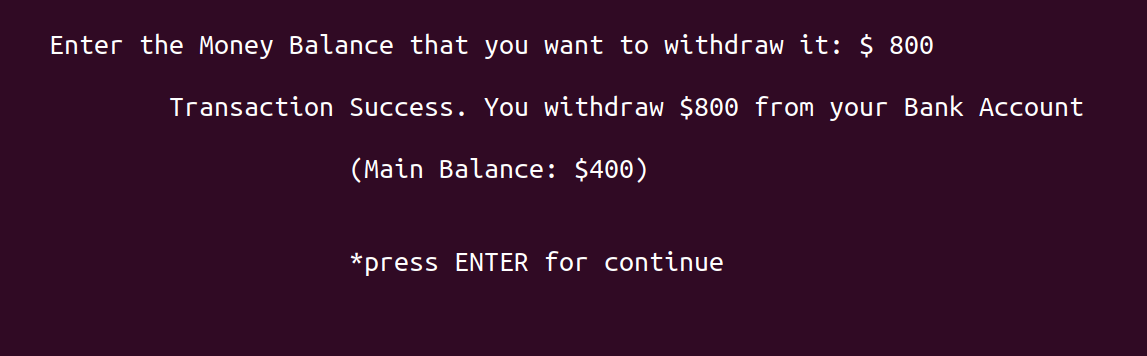 Enter the Money Balance that you want to withdraw it: $ 800
Transaction Success. You withdraw $800 from your Bank Account
(Main Balance: $400)
*press ENTER for continue